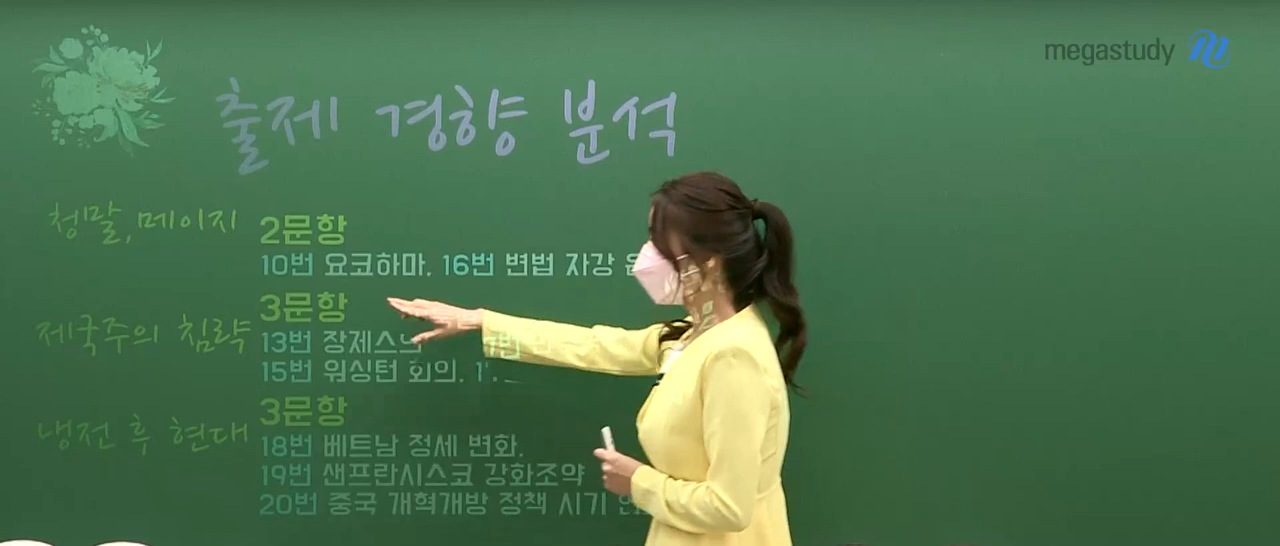 megastudy
출제 경향 분석
청말, 메이지
2문항
10번 요코하마, 16번 변법 자강
제국주의 침략
3문항
13번
15번 워싱턴 회의,
냉전 후 현대
3문항
18번 베트남 정세 변화,
19번 샌프란시스코 강화조약
20번 중국 개혁개방 정책 시기